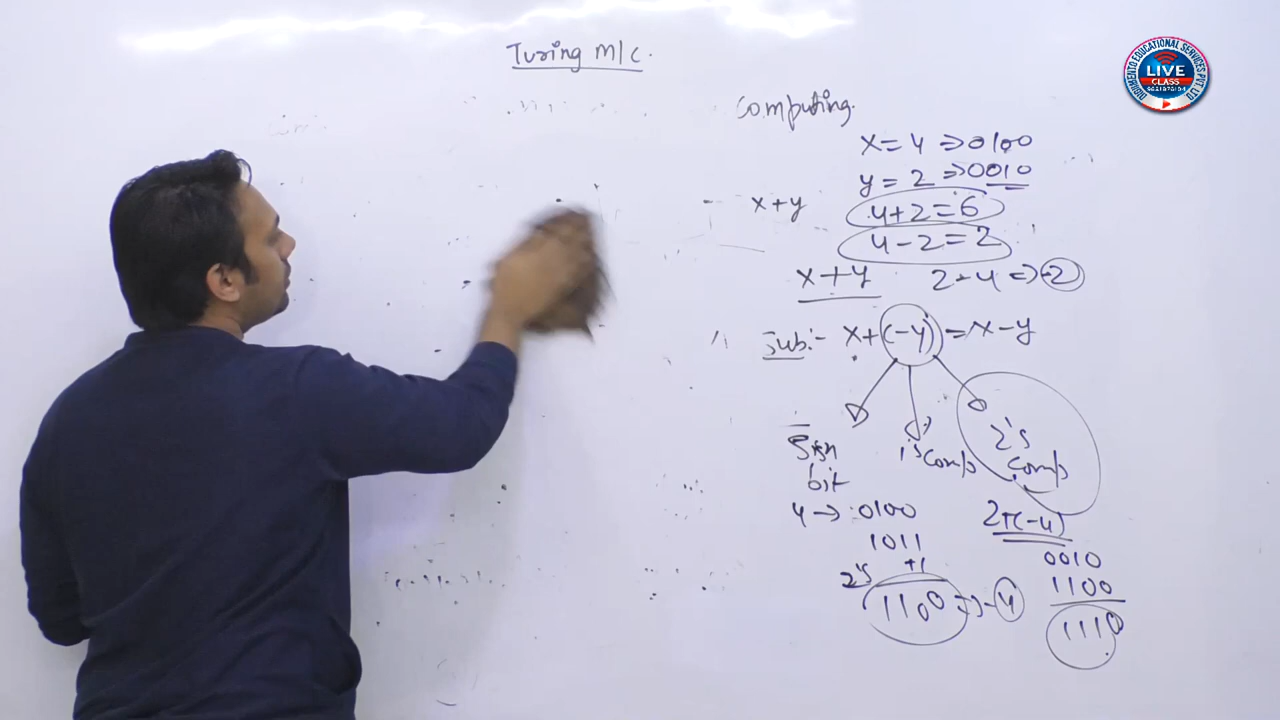 Turing M/c.
Computing.
x = 4 => 0100
y = 2 => 0010
x+y
4+2=6
4-2=2
x+y
2-4 => -2
Sub:- x+(-y) = x-y
Sign bit
1's Comp
2's Comp
4 → 0100
1011
+1
2's
1100 => -4
2+(-4)
0010
1100
1110
LIVE
CLASS